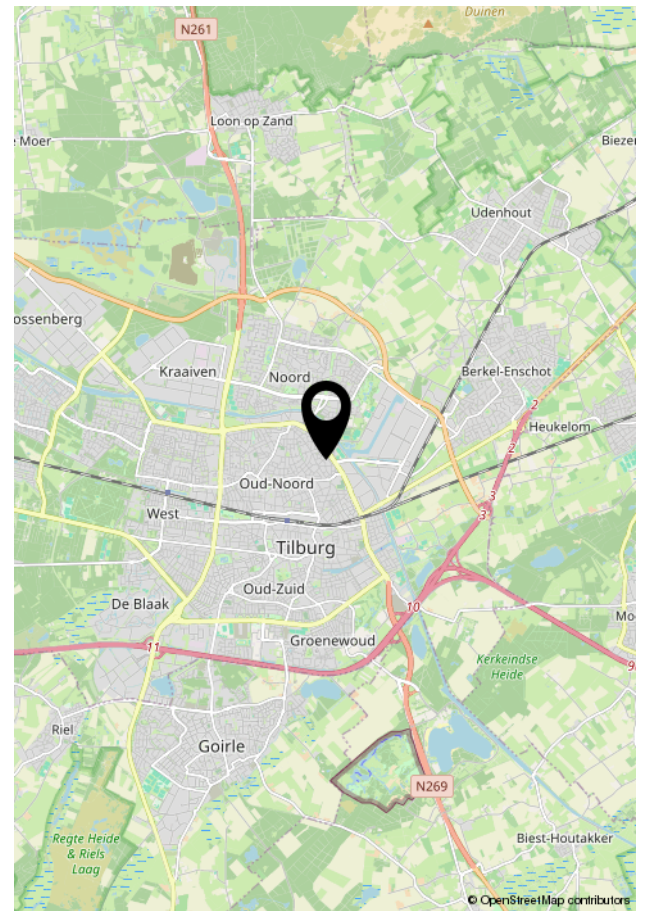 Duinen
N261
Loon op Zand
e Moer
Biezer
Udenhout
ossenberg
Kraaiven
Noord
Berkel-Enschot
2
Heukelom
2
Oud-Noord
3
3
West
Tilburg
Oud-Zuid
De Blaak
10
Mo
Groenewoud
11
Kerkeindse
Heide
9
Riel
Goirle
N269
Regte Heide
& Riels
Laag
Biest-Houtakker
© OpenStreetMap contributors